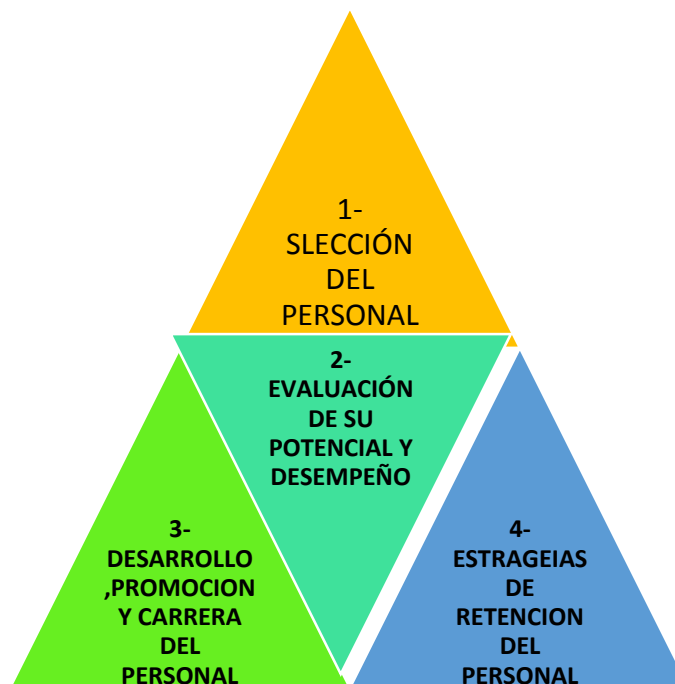 1-
SLECCIÓN
DEL
PERSONAL
2-
EVALUACIÓN
DE SU
POTENCIAL Y
DESEMPEÑO
3-
DESARROLLO
,PROMOCION
Y CARRERA
DEL
PERSONAL
4-
ESTRAGEIAS
DE
RETENCION
DEL
PERSONAL